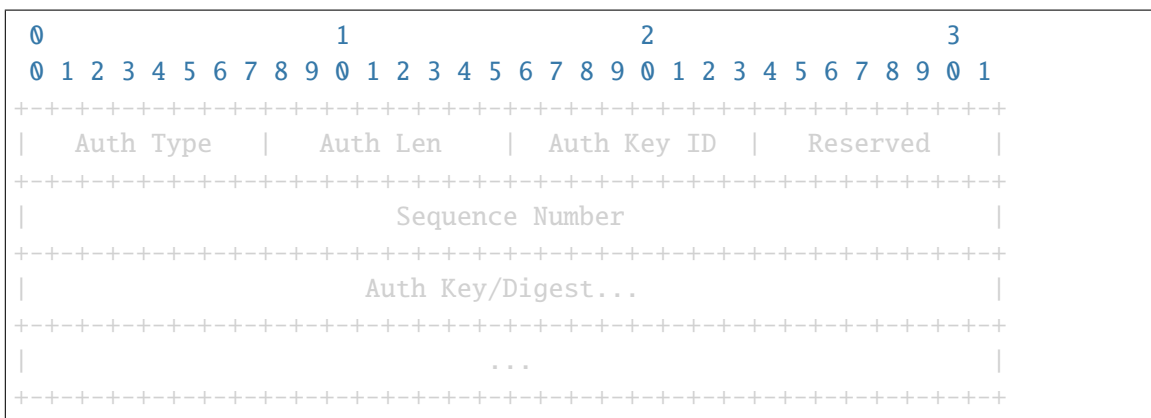 0                   1                   2                   3
 0 1 2 3 4 5 6 7 8 9 0 1 2 3 4 5 6 7 8 9 0 1 2 3 4 5 6 7 8 9 0 1
+-+-+-+-+-+-+-+-+-+-+-+-+-+-+-+-+-+-+-+-+-+-+-+-+-+-+-+-+-+-+-+-+
|   Auth Type   |   Auth Len    |  Auth Key ID  |   Reserved    |
+-+-+-+-+-+-+-+-+-+-+-+-+-+-+-+-+-+-+-+-+-+-+-+-+-+-+-+-+-+-+-+-+
|                        Sequence Number                        |
+-+-+-+-+-+-+-+-+-+-+-+-+-+-+-+-+-+-+-+-+-+-+-+-+-+-+-+-+-+-+-+-+
|                      Auth Key/Digest...                       |
+-+-+-+-+-+-+-+-+-+-+-+-+-+-+-+-+-+-+-+-+-+-+-+-+-+-+-+-+-+-+-+-+
|                              ...                              |
+-+-+-+-+-+-+-+-+-+-+-+-+-+-+-+-+-+-+-+-+-+-+-+-+-+-+-+-+-+-+-+-+